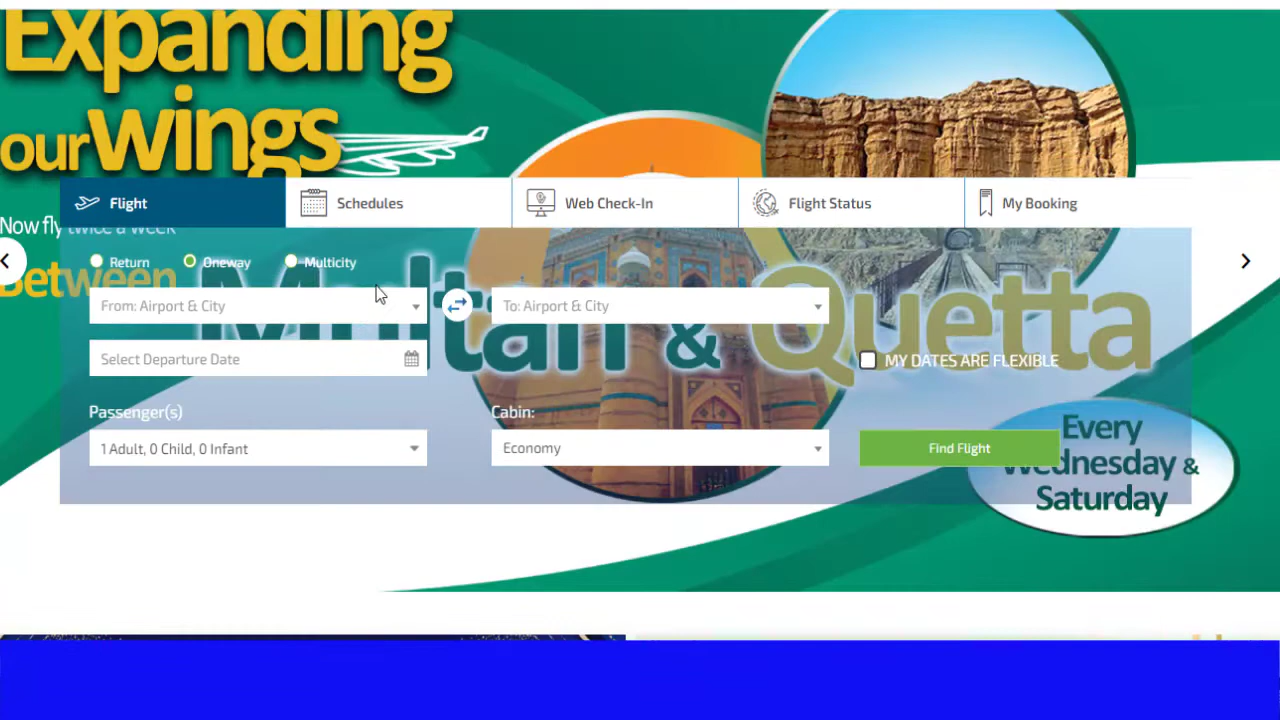 Expanding
our wings
Flight
Schedules
Web Check-In
Flight Status
My Booking
Now fly twice a week
Return
Oneway
Multicity
Between
From: Airport & City
To: Airport & City
Multan & Quetta
Select Departure Date
MY DATES ARE FLEXIBLE
Passenger(s)
Cabin:
1 Adult, 0 Child, 0 Infant
Economy
Find Flight
Every
Wednesday &
Saturday